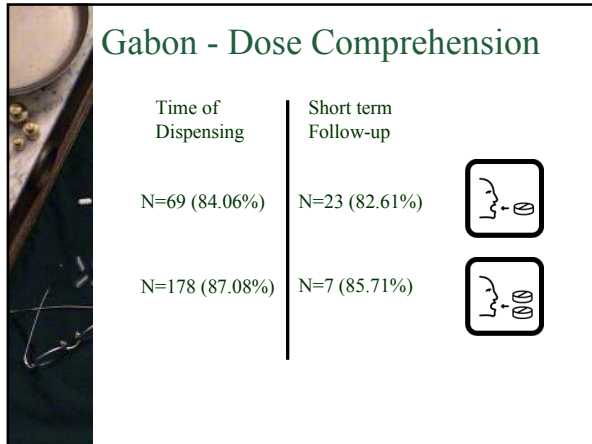 Gabon - Dose Comprehension
Time of
Dispensing
Short term
Follow-up
N=69 (84.06%)
N=23 (82.61%)
N=178 (87.08%)
N=7 (85.71%)